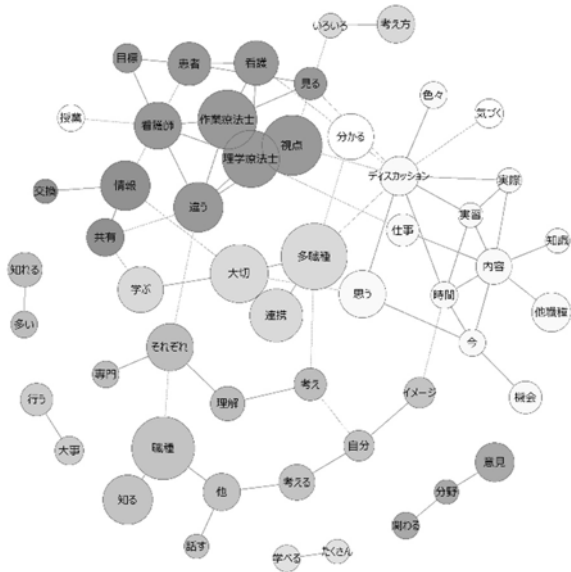 いろいろ
考え方
目標
患者
看護
見る
色々
気づく
授業
看護師
作業療法士
理学療法士
視点
分かる
ディスカッション
実際
交換
情報
違う
共有
仕事
実習
知識
内容
多職種
大切
連携
学ぶ
思う
時間
他職種
知れる
多い
それぞれ
今
専門
理解
考え
イメージ
機会
行う
大事
職種
自分
知る
他
考える
話す
意見
分野
関わる
学べる
たくさん